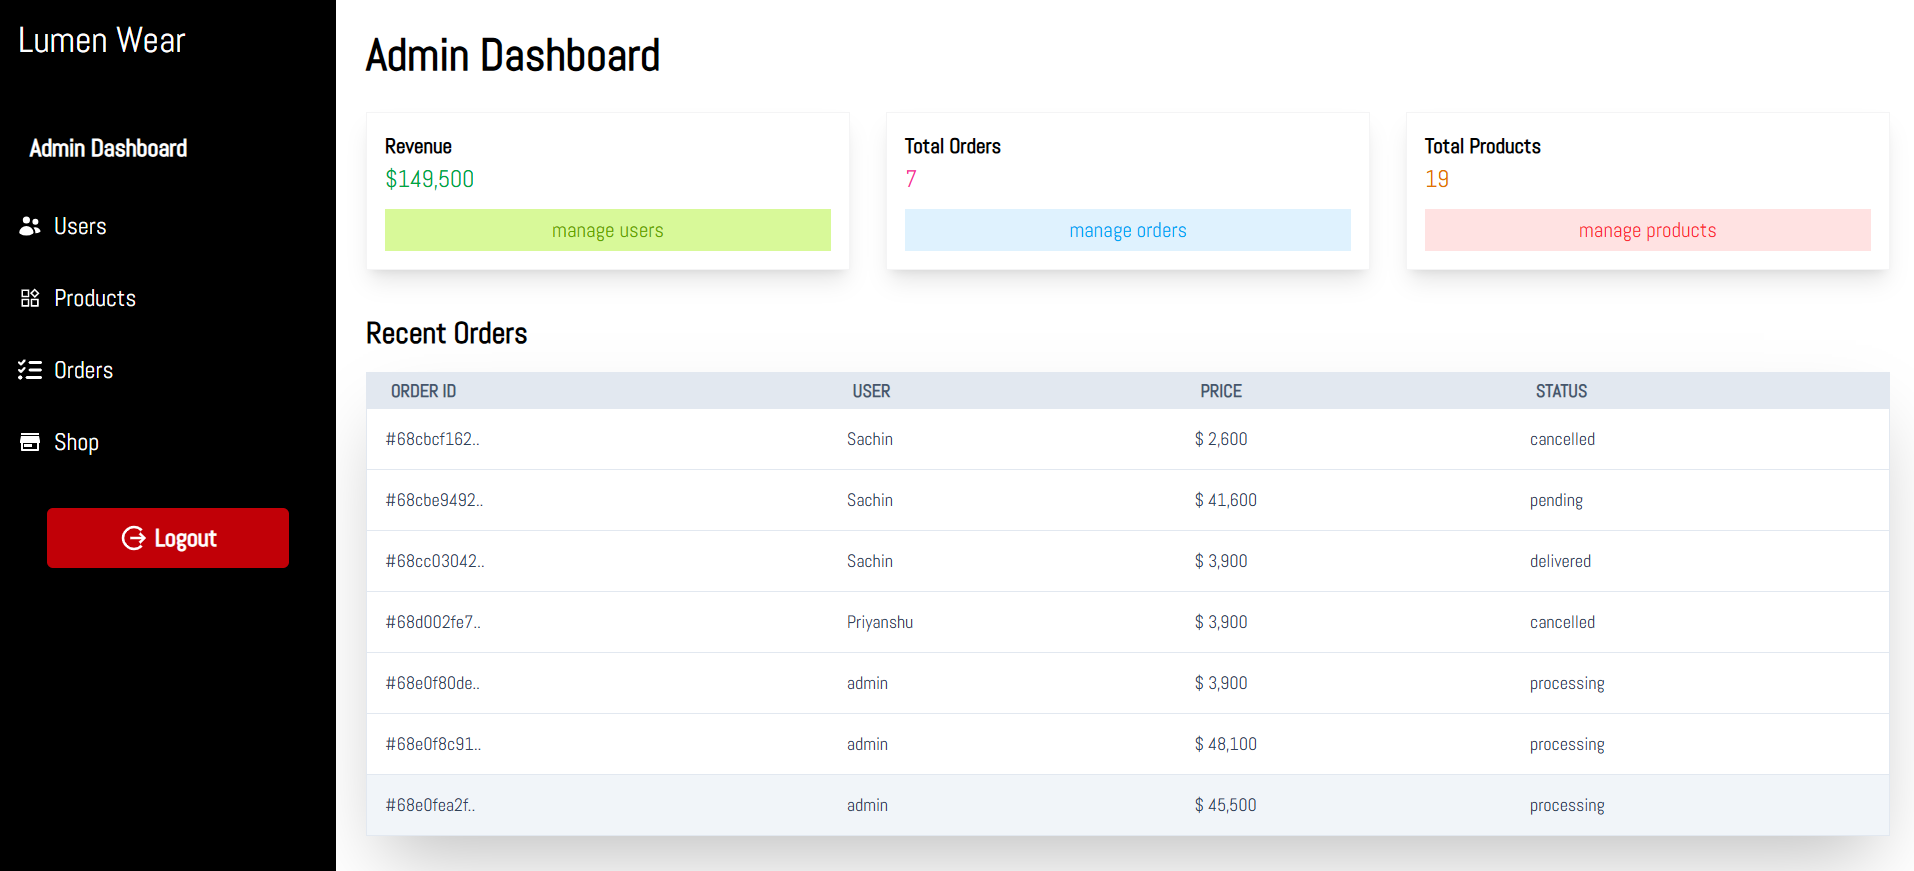 Lumen Wear
Admin Dashboard
Users
Products
Orders
Shop
Logout
Admin Dashboard
Revenue
$149,500
manage users
Total Orders
7
manage orders
Total Products
19
manage products
Recent Orders
ORDER ID USER PRICE STATUS
#68cbcf162.. Sachin $ 2,600 cancelled
#68cbe9492.. Sachin $ 41,600 pending
#68cc03042.. Sachin $ 3,900 delivered
#68d002fe7.. Priyanshu $ 3,900 cancelled
#68e0f80de.. admin $ 3,900 processing
#68e0f8c91.. admin $ 48,100 processing
#68e0fea2f.. admin $ 45,500 processing